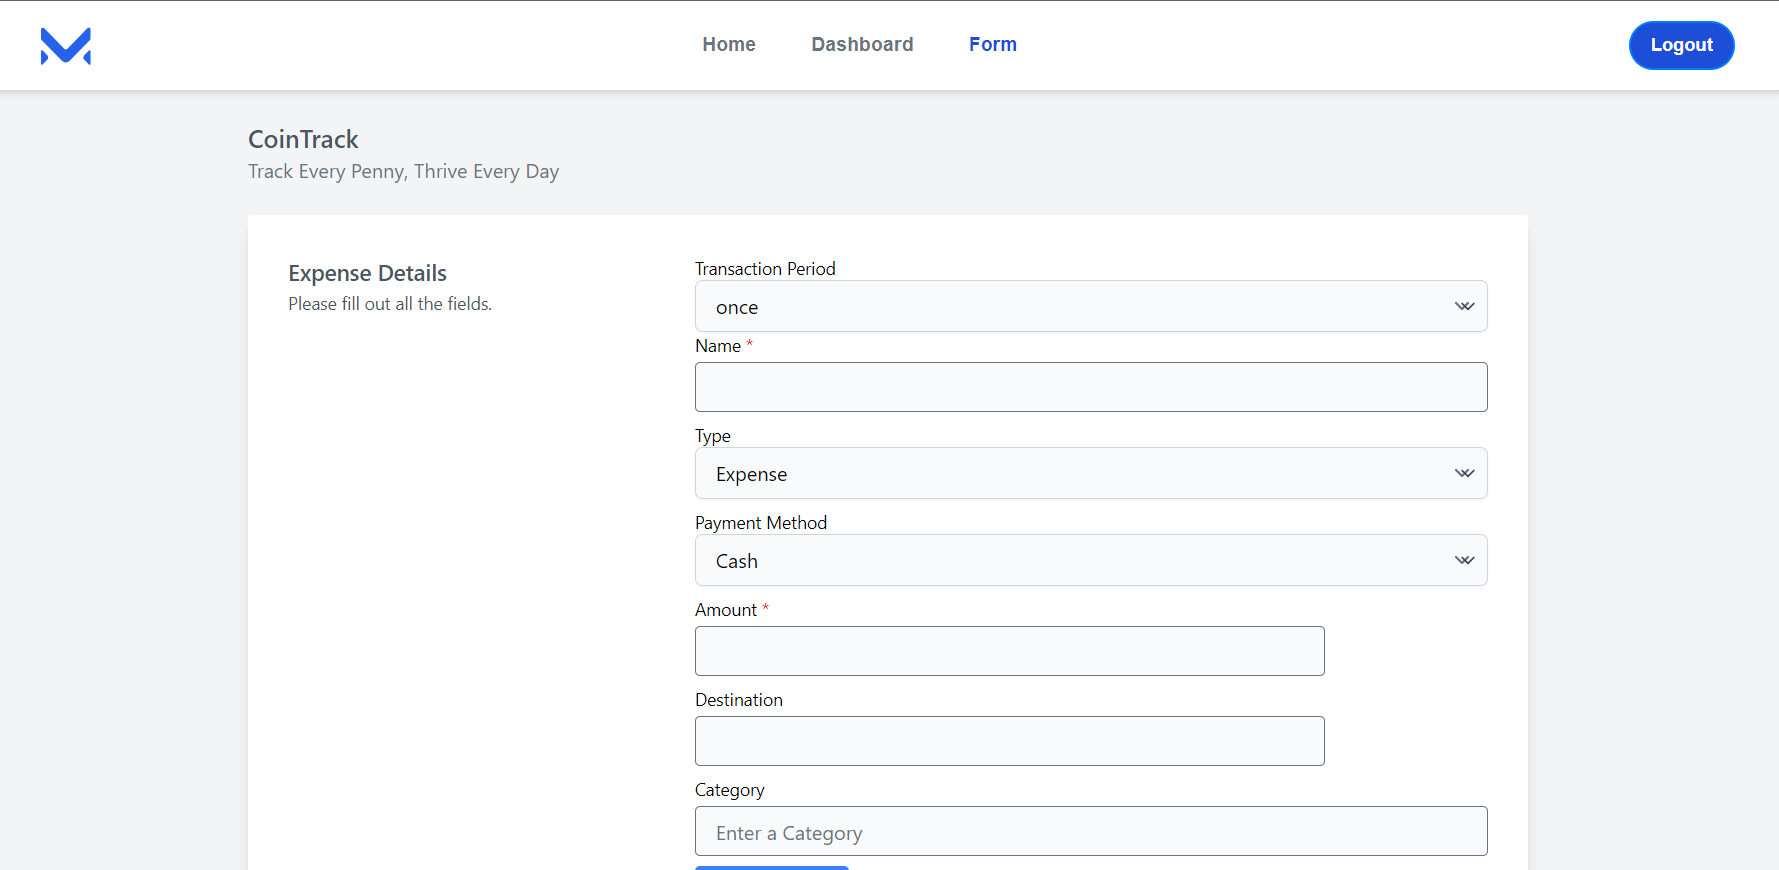 Home Dashboard Form Logout
CoinTrack
Track Every Penny, Thrive Every Day
Expense Details
Please fill out all the fields.
Transaction Period
once
Name *
Type
Expense
Payment Method
Cash
Amount *
Destination
Category
Enter a Category